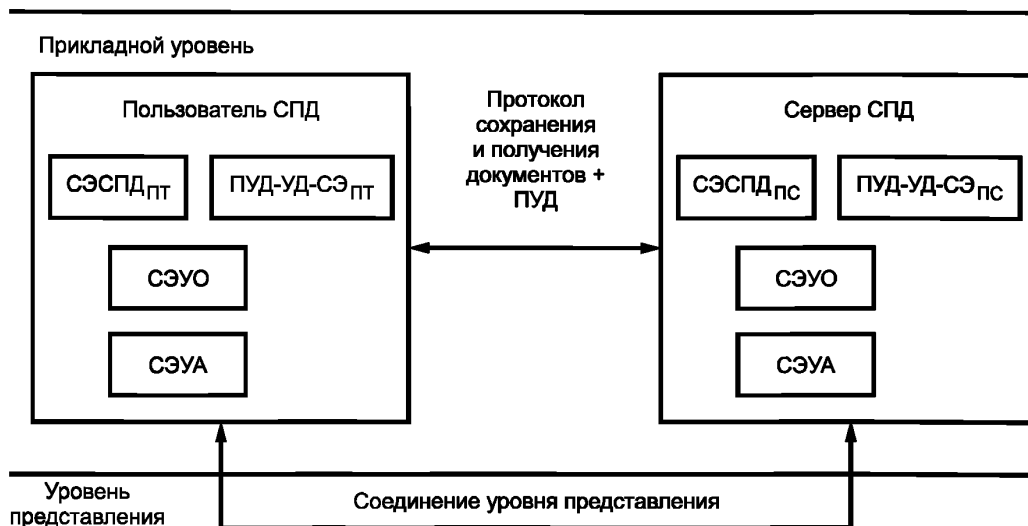 Прикладной уровень
Пользователь СПД
Протокол
сохранения
и получения
документов +
ПУД
Сервер СПД
СЭСПДПТ
ПУД-УД-СЭПТ
СЭСПДПС
ПУД-УД-СЭПС
СЭУО
СЭУО
СЭУА
СЭУА
Уровень
представления
Соединение уровня представления